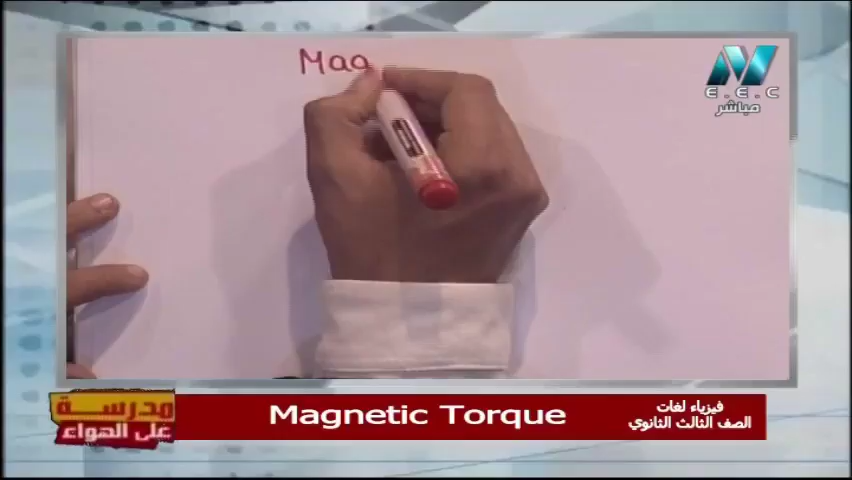 Mag
E.E.C
مباشر
مدرسة
على الهواء
Magnetic Torque
فيزياء لغات
الصف الثالث الثانوي